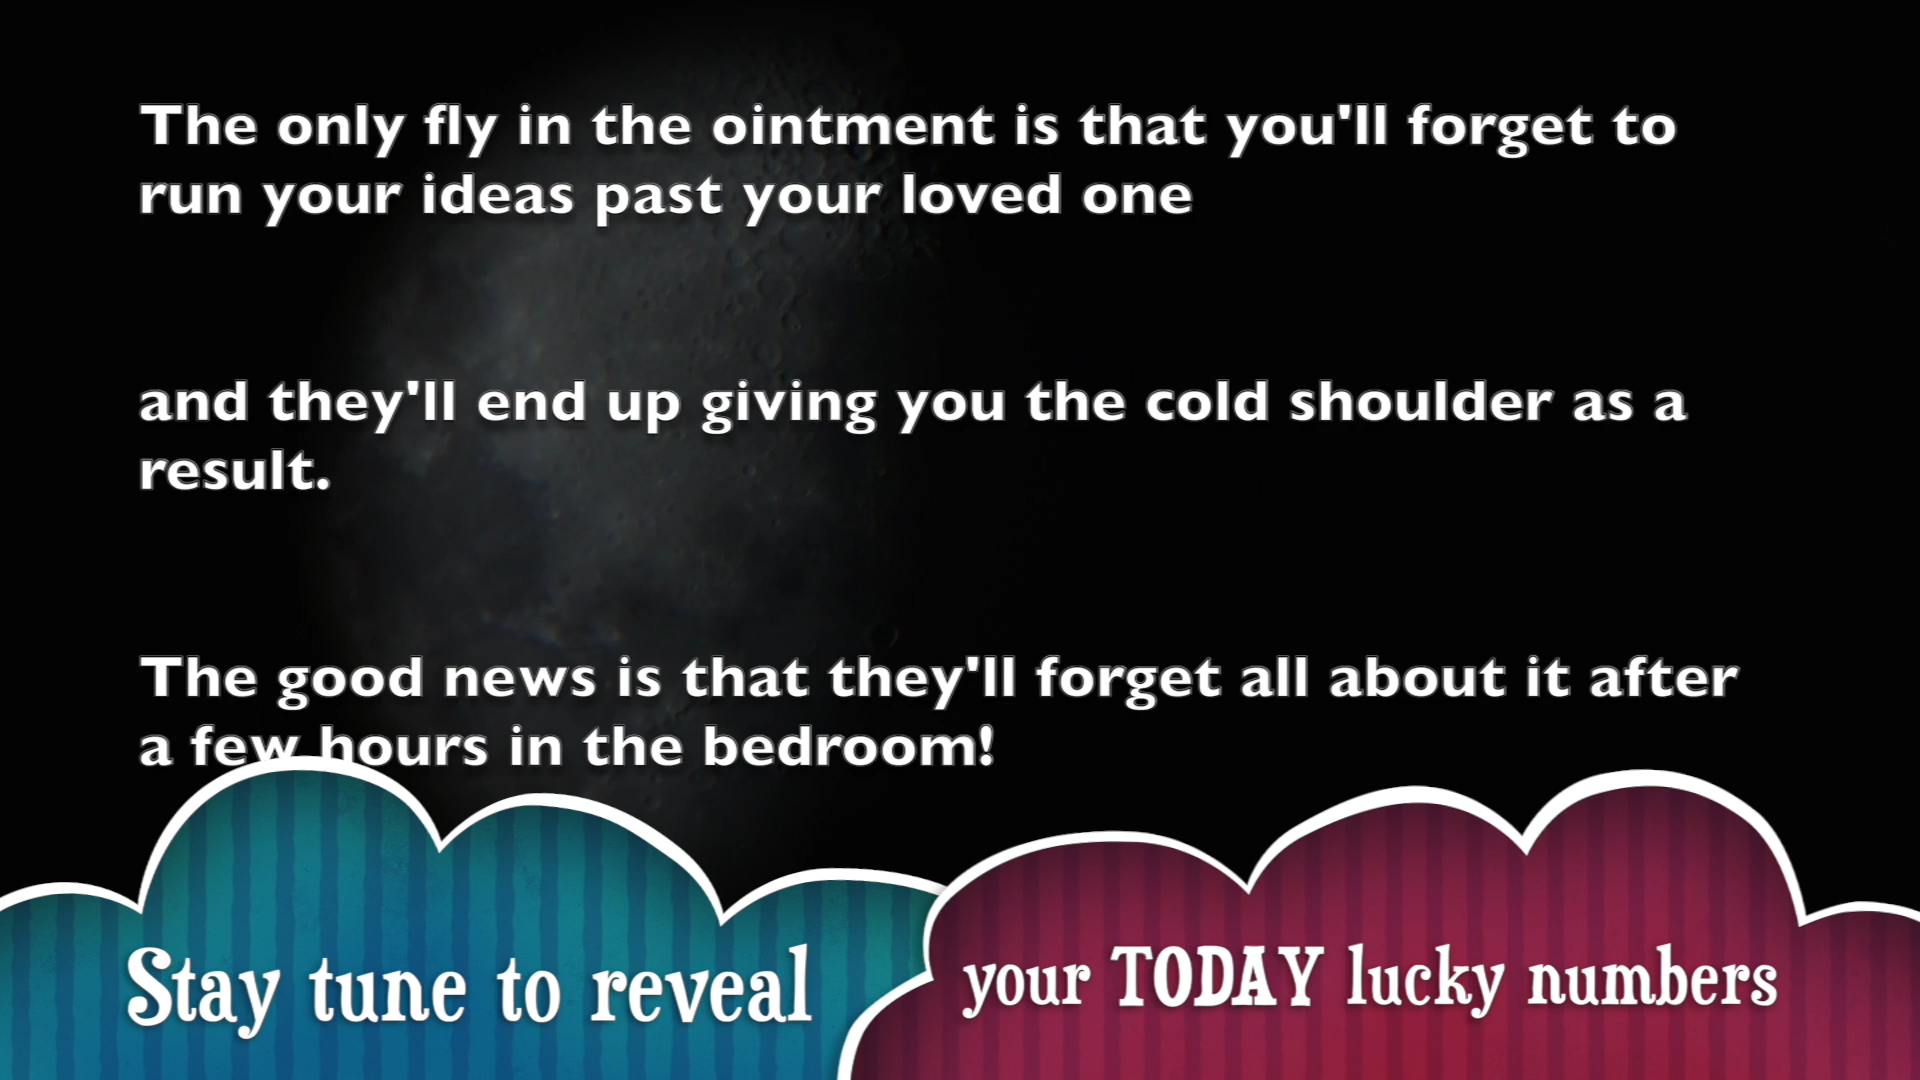 The only fly in the ointment is that you'll forget to
run your ideas past your loved one
and they'll end up giving you the cold shoulder as a
result.
The good news is that they'll forget all about it after
a few hours in the bedroom!
Stay tune to reveal
your TODAY lucky numbers